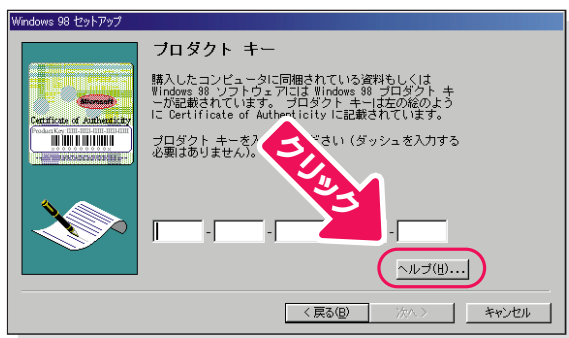 Windows 98 セットアップ
プロダクト キー
購入したコンピュータに同梱されている資料もしくは
Windows 98 ソフトウェアには Windows 98 プロダクト キ
ーが記載されています。 プロダクト キーは左の絵のよう
に Certificate of Authenticity に記載されています。
Microsoft
Certificate of Authenticity
プロダクト キーを入 ださい (ダッシュを入力する
必要はありません)。
クリック
- - -
ヘルプ(H)...
< 戻る(B)
次へ >
キャンセル